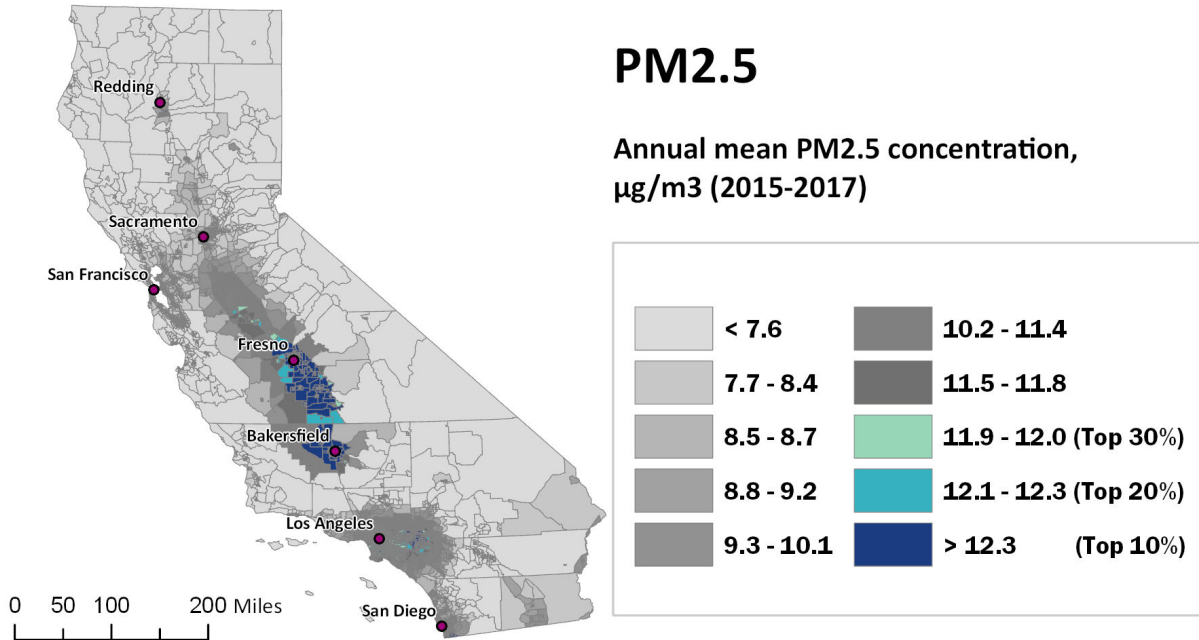 PM2.5
Annual mean PM2.5 concentration,
µg/m3 (2015-2017)
Redding
Sacramento
San Francisco
Fresno
Bakersfield
Los Angeles
San Diego
0 50 100 200 Miles
< 7.6
7.7 - 8.4
8.5 - 8.7
8.8 - 9.2
9.3 - 10.1
10.2 - 11.4
11.5 - 11.8
11.9 - 12.0 (Top 30%)
12.1 - 12.3 (Top 20%)
> 12.3 (Top 10%)